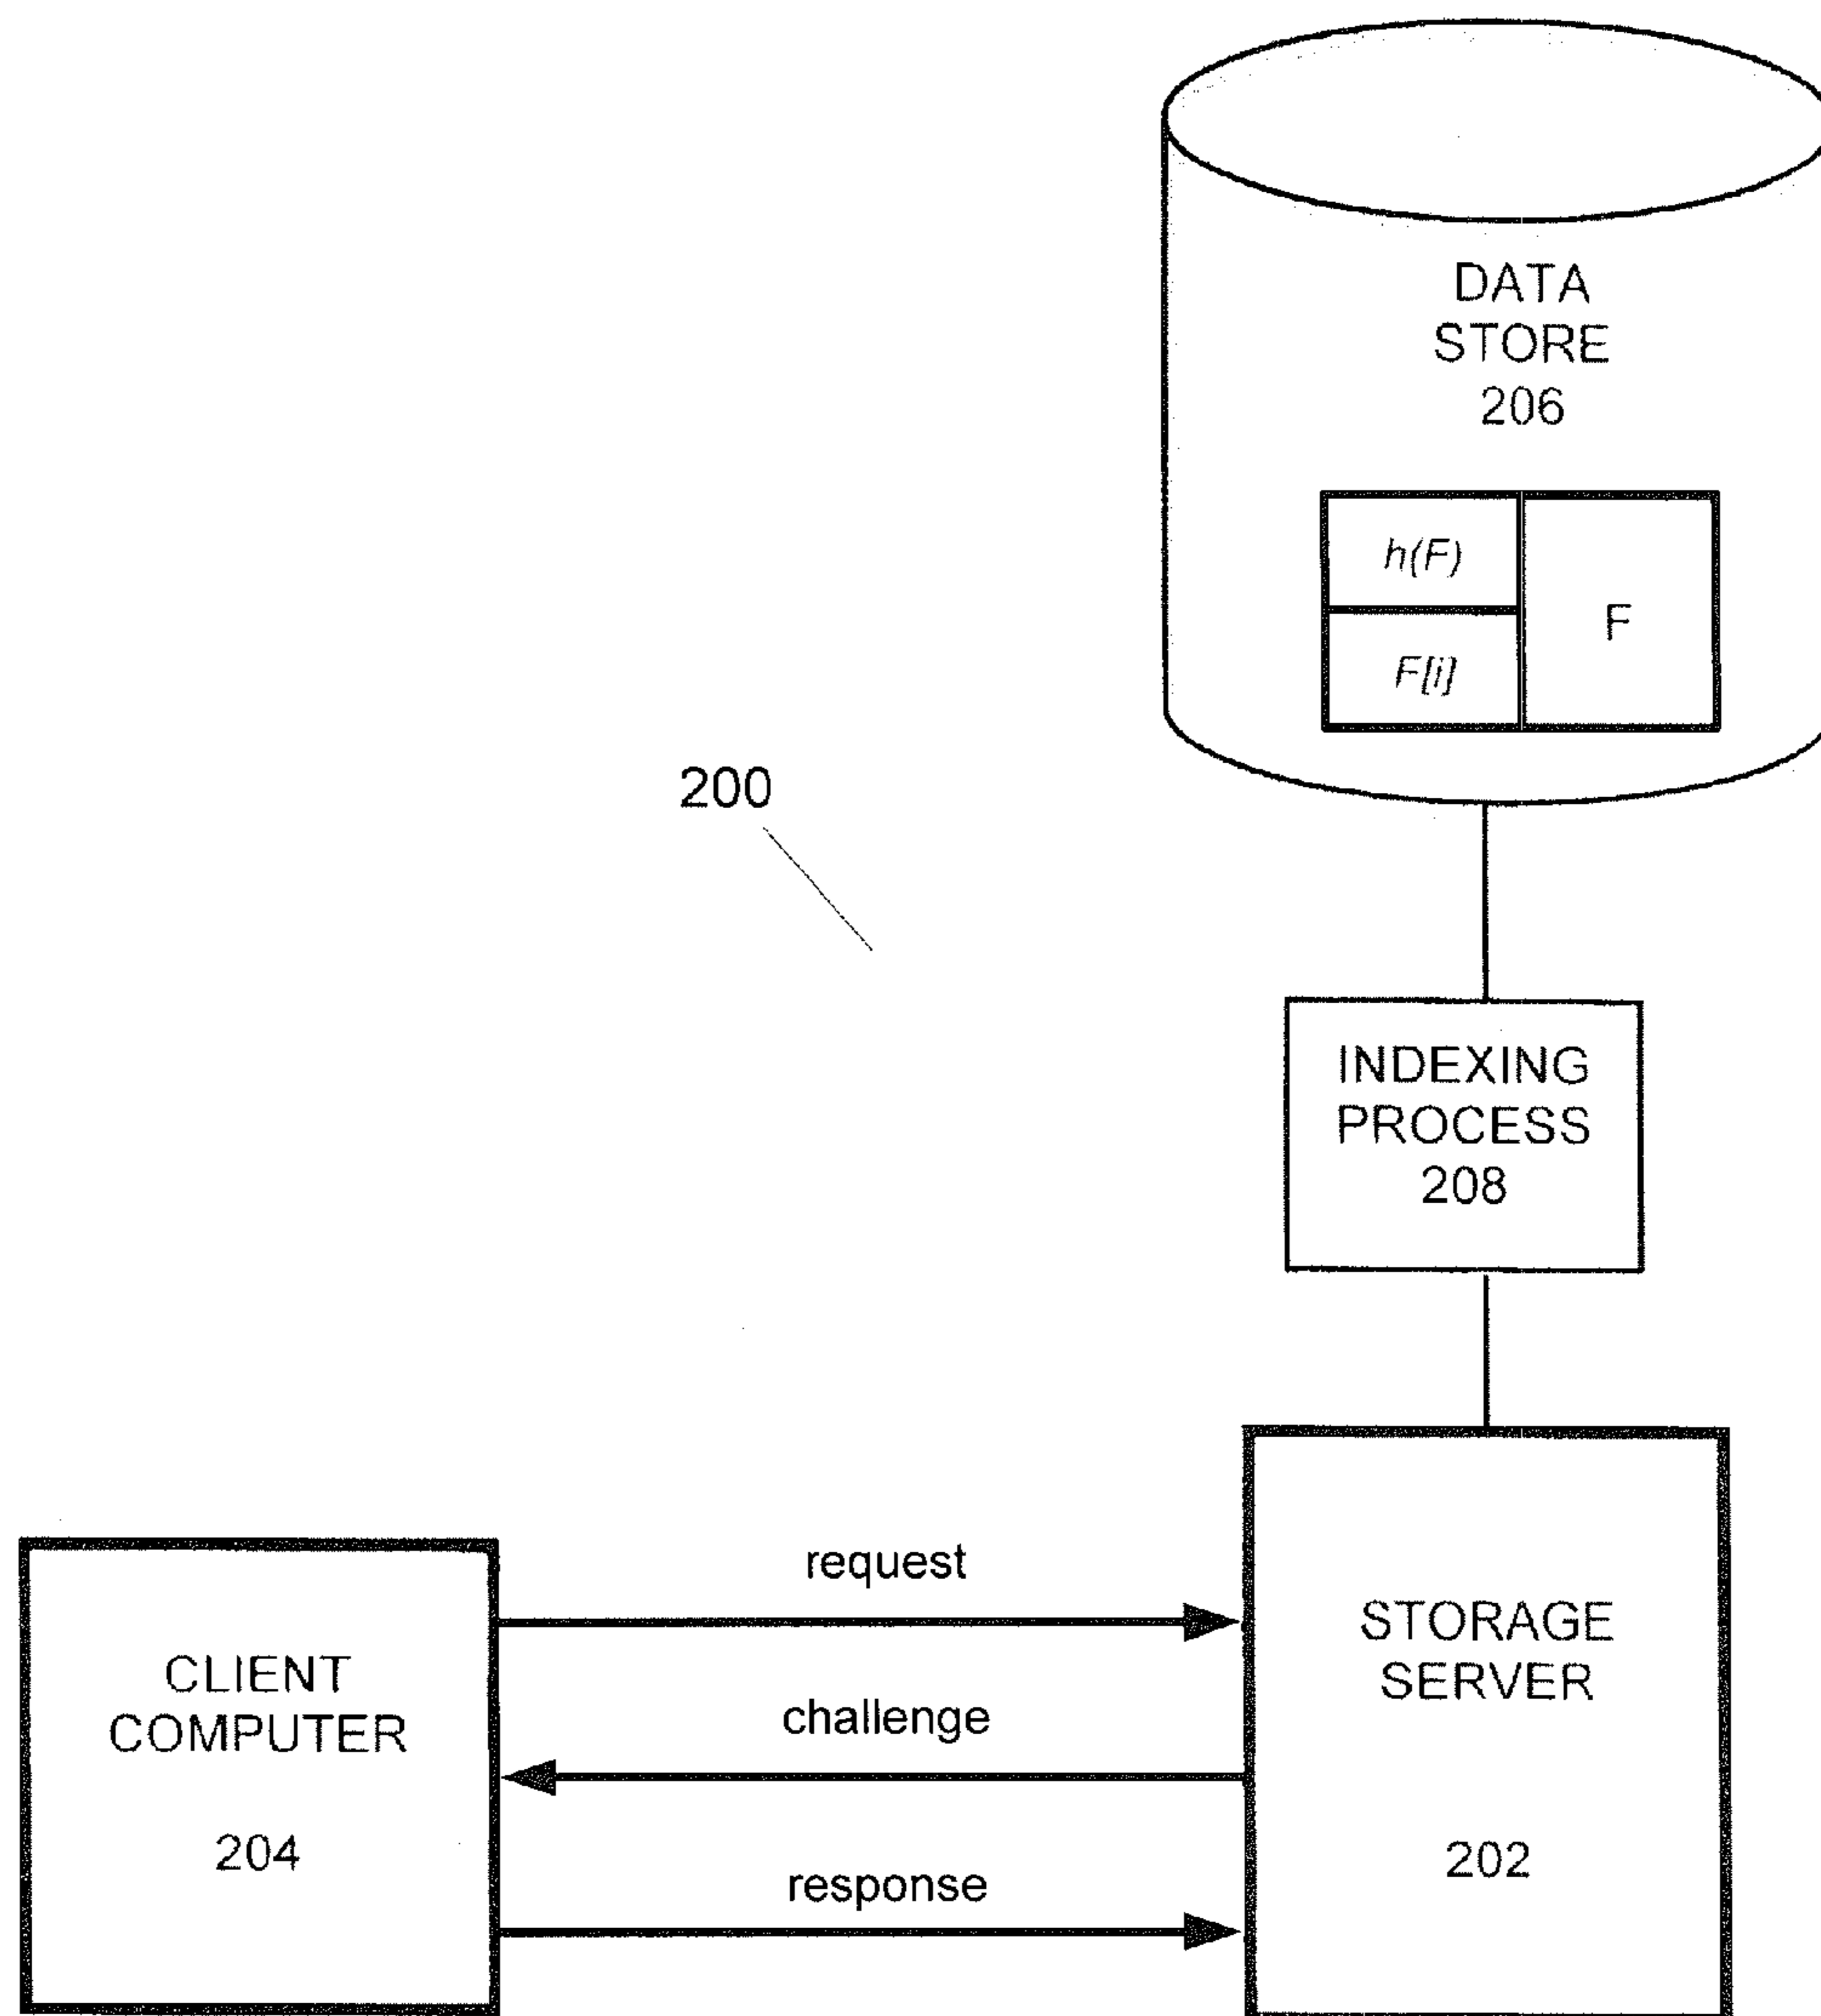 DATA
STORE
206
h(F)
F
F[i]
200
INDEXING
PROCESS
208
request
STORAGE
SERVER
CLIENT
COMPUTER
challenge
204
202
response